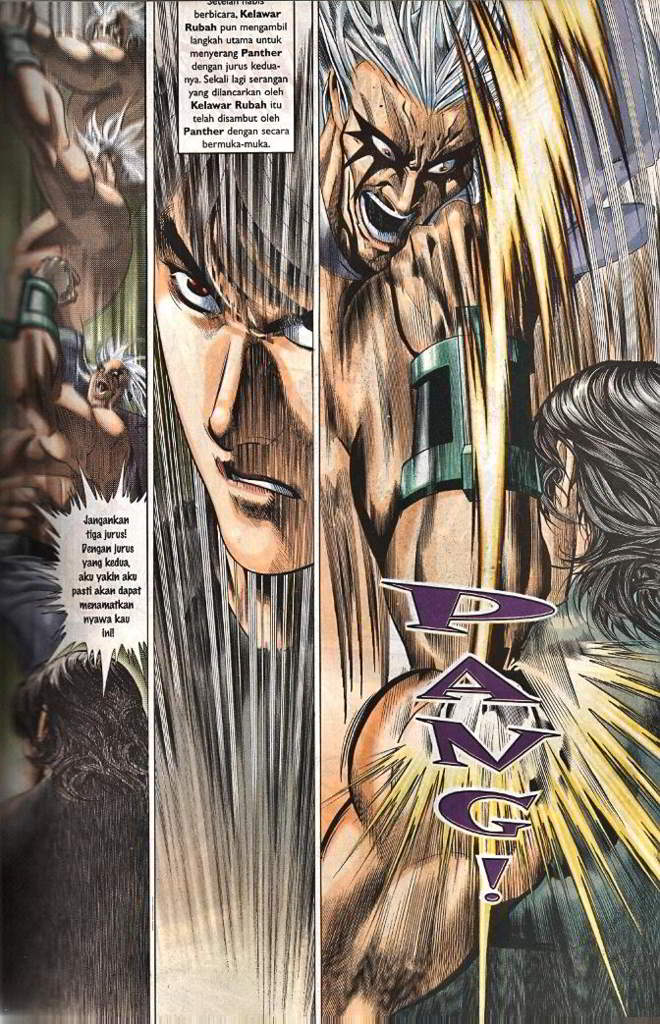 Setelah habis
berbicara, Kelawar
Rubah pun mengambil
langkah utama untuk
menyerang Panther
dengan jurus kedua-
nya. Sekali lagi serangan
yang dilancarkan oleh
Kelawar Rubah itu
telah disambut oleh
Panther dengan secara
bermuka-muka.
Jangankan
tiga jurus!
Dengan jurus
yang kedua,
aku yakin aku
pasti akan dapat
menamatkan
nyawa kau
ini!
PANG!